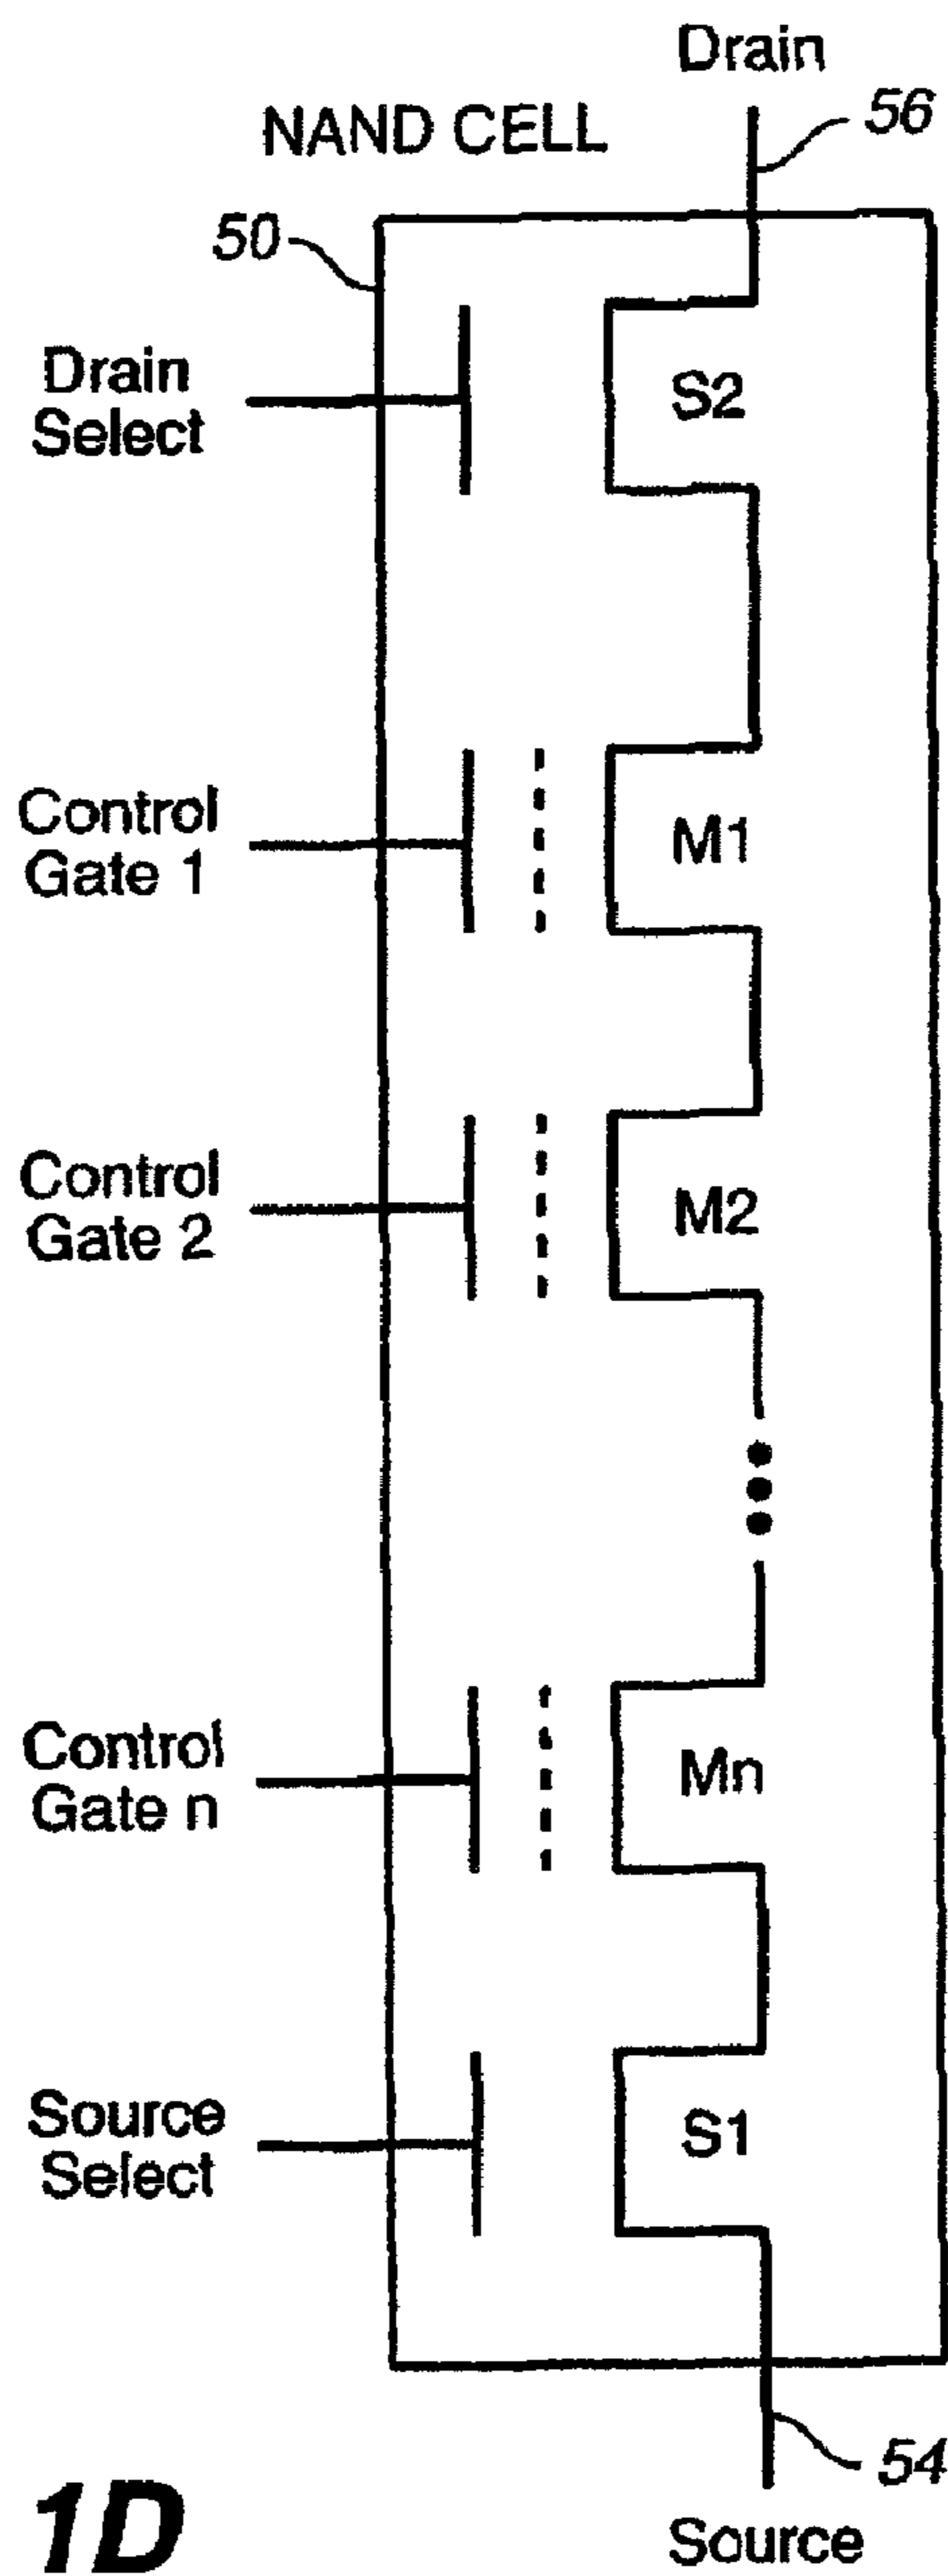 Drain
56
NAND CELL
50
Drain
Select
S2
Control
Gate 1
M1
Control
Gate 2
M2
Control
Gate n
Mn
Source
Select
S1
54
1D
Source